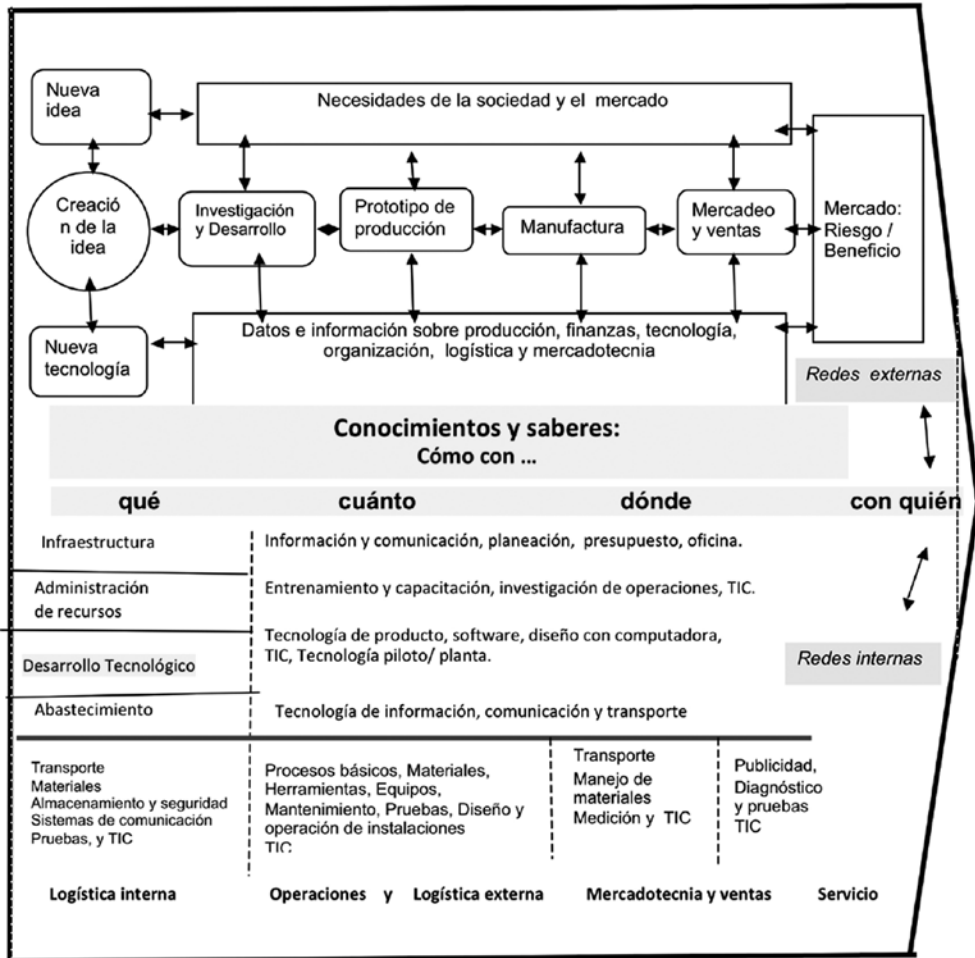 Nueva
idea
Necesidades de la sociedad y el mercado
Creació
n de la
idea
Investigación
y Desarrollo
Prototipo de
producción
Manufactura
Mercadeo
y ventas
Mercado:
Riesgo /
Beneficio
Nueva
tecnología
Datos e información sobre producción, finanzas, tecnología,
organización, logística y mercadotecnia
Redes externas
Conocimientos y saberes:
Cómo con ...
qué cuánto dónde con quién
Infraestructura
Información y comunicación, planeación, presupuesto, oficina.
Administración
de recursos
Entrenamiento y capacitación, investigación de operaciones, TIC.
Desarrollo Tecnológico
Tecnología de producto, software, diseño con computadora,
TIC, Tecnología piloto/ planta.
Redes internas
Abastecimiento
Tecnología de información, comunicación y transporte
Transporte
Materiales
Almacenamiento y seguridad
Sistemas de comunicación
Pruebas, y TIC
Procesos básicos, Materiales,
Herramientas, Equipos,
Mantenimiento, Pruebas, Diseño y
operación de instalaciones
TIC
Transporte
Manejo de
materiales
Medición y TIC
Publicidad,
Diagnóstico
y pruebas
TIC
Logística interna
Operaciones y Logística externa
Mercadotecnia y ventas
Servicio